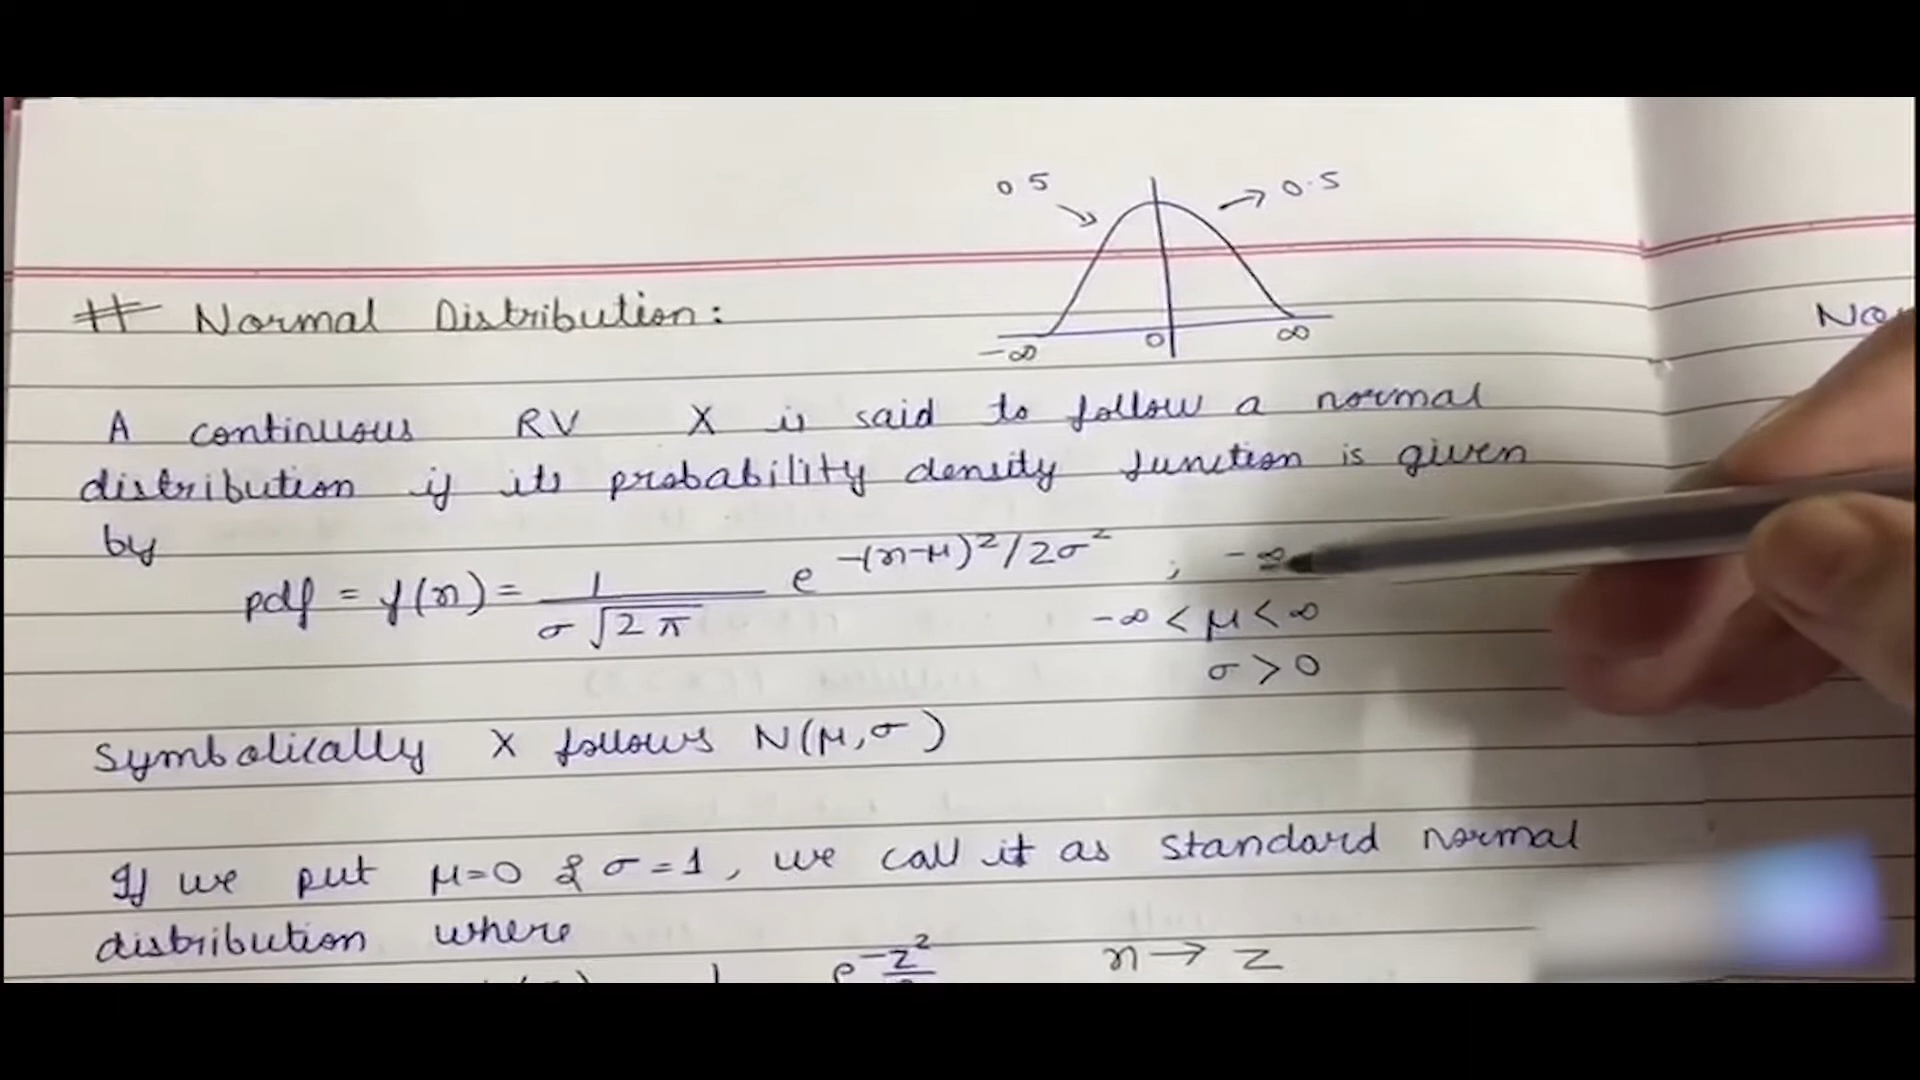 0.5 → 0.5
-∞ 0 ∞
# Normal Distribution:
A continuous RV X is said to follow a normal
distribution if its probability density function is given
by
pdf = f(x) = 1/(σ√2π) e^-(x-μ)²/2σ² ; -∞
-∞ < μ < ∞
σ > 0
Symbolically X follows N(μ,σ)
If we put μ=0 & σ=1, we call it as standard normal
distribution where
x → z